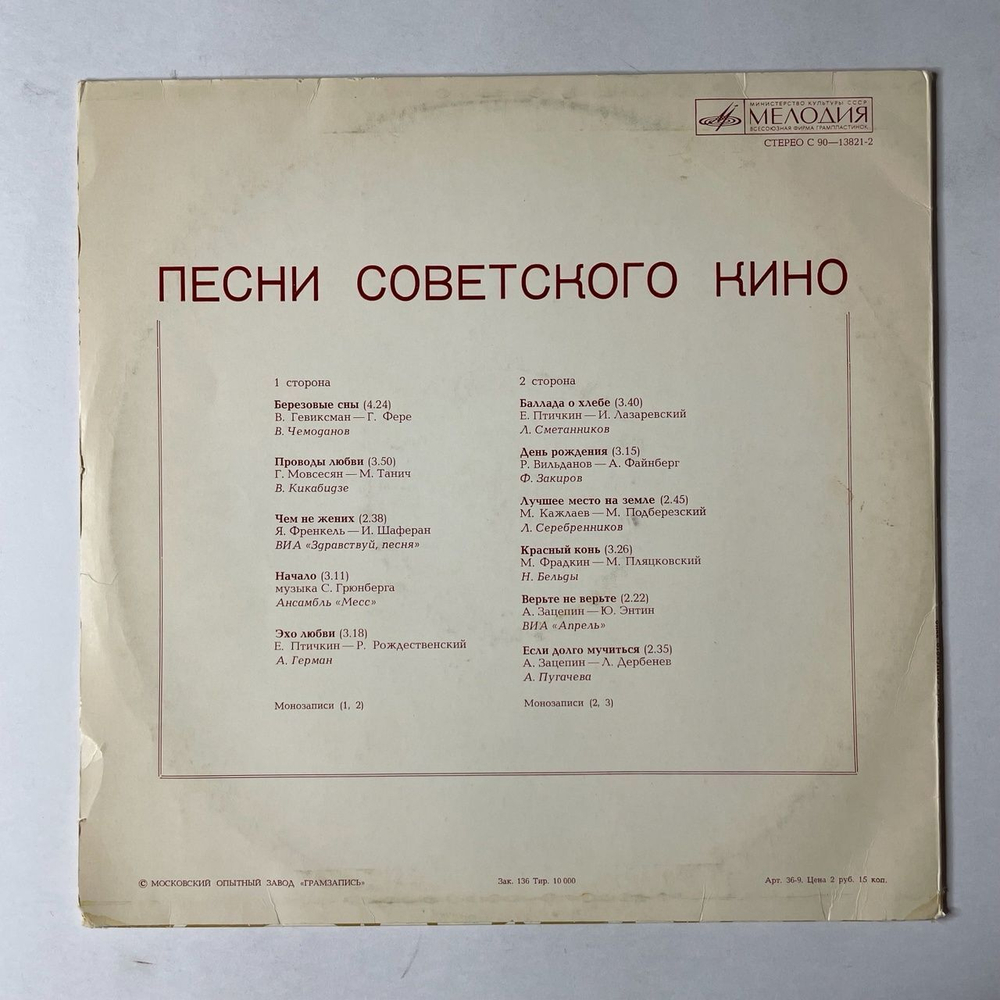 МИНИСТЕРСТВО КУЛЬТУРЫ СССР
МЕЛОДИЯ
ВСЕСОЮЗНАЯ ФИРМА ГРАМПЛАСТИНОК
СТЕРЕО С 90—13821-2
ПЕСНИ СОВЕТСКОГО КИНО
1 сторона
Березовые сны (4.24)
В. Гевиксман — Г. Фере
В. Чемоданов
Проводы любви (3.50)
Г. Мовсесян — М. Танич
В. Кикабидзе
Чем не жених (2.38)
Я. Френкель — И. Шаферан
ВИА «Здравствуй, песня»
Начало (3.11)
музыка С. Грюнберга
Ансамбль «Месс»
Эхо любви (3.18)
Е. Птичкин — Р. Рождественский
А. Герман
Монозаписи (1, 2)
2 сторона
Баллада о хлебе (3.40)
Е. Птичкин — И. Лазаревский
Л. Сметанников
День рождения (3.15)
Р. Вильданов — А. Файнберг
Ф. Закиров
Лучшее место на земле (2.45)
М. Кажлаев — М. Подберезский
Л. Серебренников
Красный конь (3.26)
М. Фрадкин — М. Пляцковский
Н. Бельды
Верьте не верьте (2.22)
А. Зацепин — Ю. Энтин
ВИА «Апрель»
Если долго мучиться (2.35)
А. Зацепин — Л. Дербенев
А. Пугачева
Монозаписи (2, 3)
© МОСКОВСКИЙ ОПЫТНЫЙ ЗАВОД «ГРАМЗАПИСЬ»
Зак. 136 Тир. 10 000
Арт. 36-9. Цена 2 руб. 15 коп.